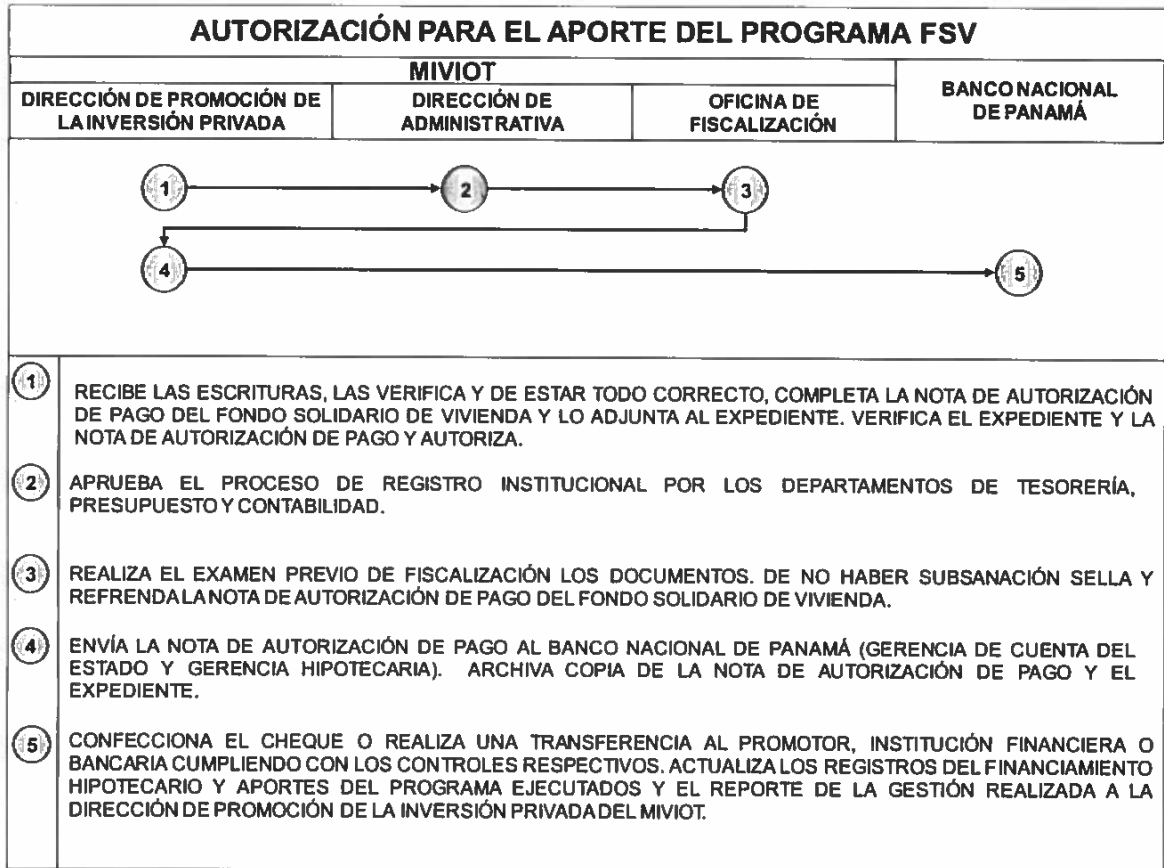 AUTORIZACIÓN PARA EL APORTE DEL PROGRAMA FSV
MIVIOT
BANCO NACIONAL
DE PANAMÁ
DIRECCIÓN DE PROMOCIÓN DE
LA INVERSIÓN PRIVADA
DIRECCIÓN DE
ADMINISTRATIVA
OFICINA DE
FISCALIZACIÓN
1
2
3
4
5
1
RECIBE LAS ESCRITURAS, LAS VERIFICA Y DE ESTAR TODO CORRECTO, COMPLETA LA NOTA DE AUTORIZACIÓN
DE PAGO DEL FONDO SOLIDARIO DE VIVIENDA Y LO ADJUNTA AL EXPEDIENTE. VERIFICA EL EXPEDIENTE Y LA
NOTA DE AUTORIZACIÓN DE PAGO Y AUTORIZA.
2
APRUEBA EL PROCESO DE REGISTRO INSTITUCIONAL POR LOS DEPARTAMENTOS DE TESORERÍA,
PRESUPUESTO Y CONTABILIDAD.
3
REALIZA EL EXAMEN PREVIO DE FISCALIZACIÓN LOS DOCUMENTOS. DE NO HABER SUBSANACIÓN SELLA Y
REFRENDA LA NOTA DE AUTORIZACIÓN DE PAGO DEL FONDO SOLIDARIO DE VIVIENDA.
4
ENVÍA LA NOTA DE AUTORIZACIÓN DE PAGO AL BANCO NACIONAL DE PANAMÁ (GERENCIA DE CUENTA DEL
ESTADO Y GERENCIA HIPOTECARIA). ARCHIVA COPIA DE LA NOTA DE AUTORIZACIÓN DE PAGO Y EL
EXPEDIENTE.
5
CONFECCIONA EL CHEQUE O REALIZA UNA TRANSFERENCIA AL PROMOTOR, INSTITUCIÓN FINANCIERA O
BANCARIA CUMPLIENDO CON LOS CONTROLES RESPECTIVOS. ACTUALIZA LOS REGISTROS DEL FINANCIAMIENTO
HIPOTECARIO Y APORTES DEL PROGRAMA EJECUTADOS Y EL REPORTE DE LA GESTIÓN REALIZADA A LA
DIRECCIÓN DE PROMOCIÓN DE LA INVERSIÓN PRIVADA DEL MIVIOT.